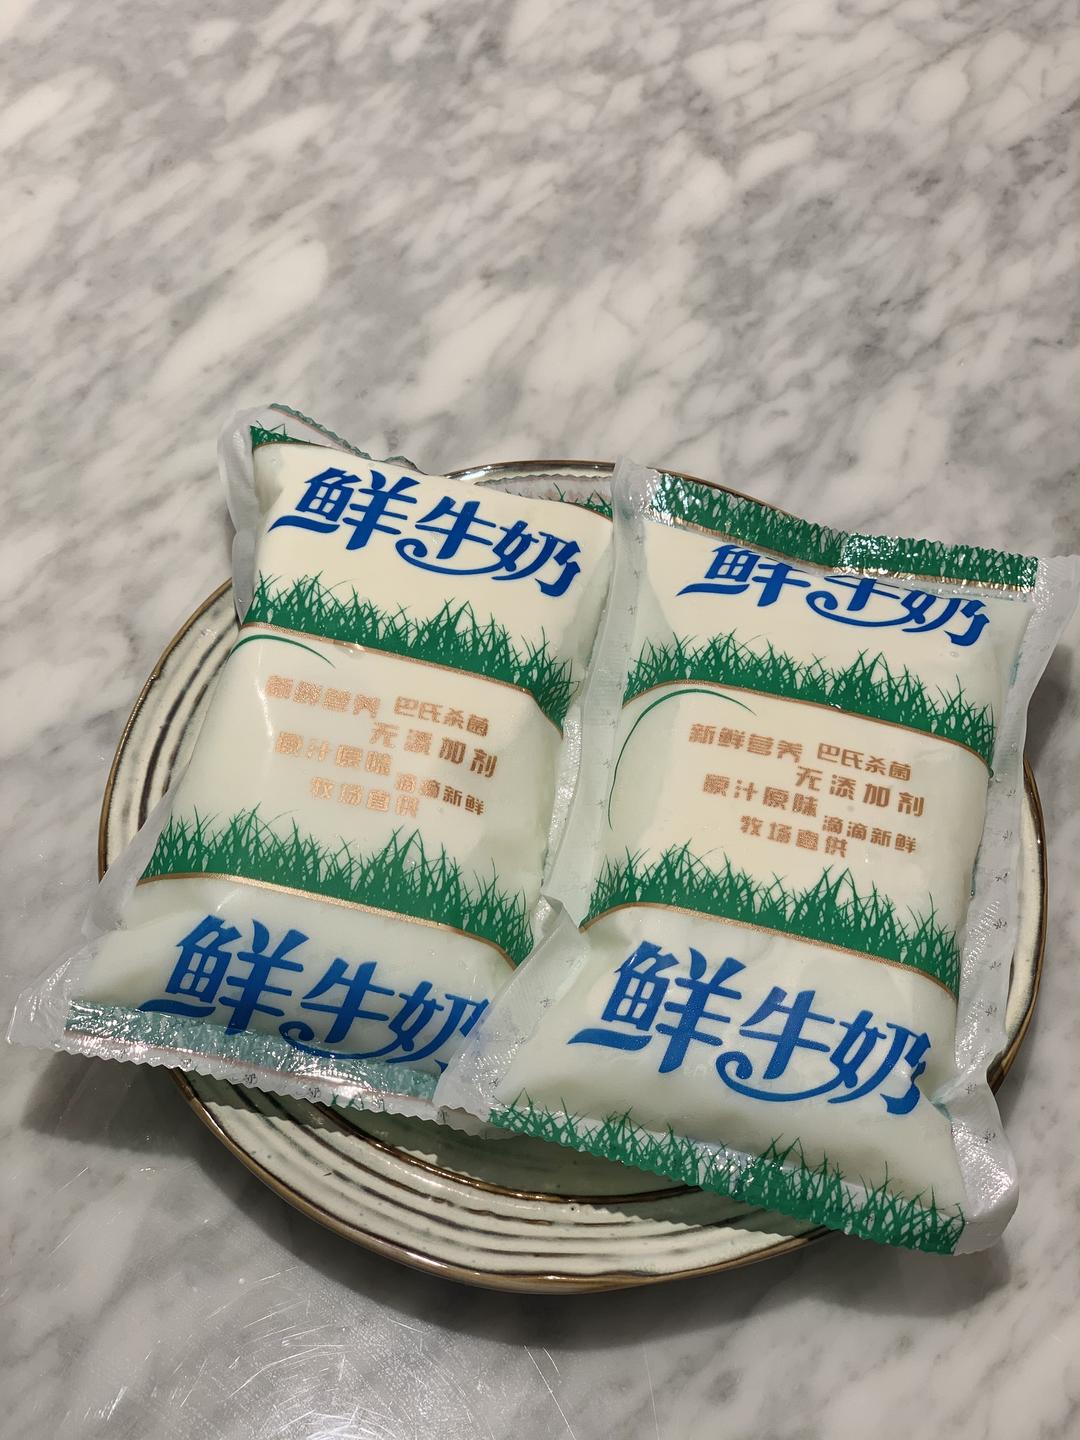 鲜牛奶
新鲜营养 巴氏杀菌
无添加剂
原汁原味
滴滴新鲜
牧场直供
鲜牛奶
鲜牛奶
新鲜营养 巴氏杀菌
无添加剂
原汁原味
滴滴新鲜
牧场直供
鲜牛奶